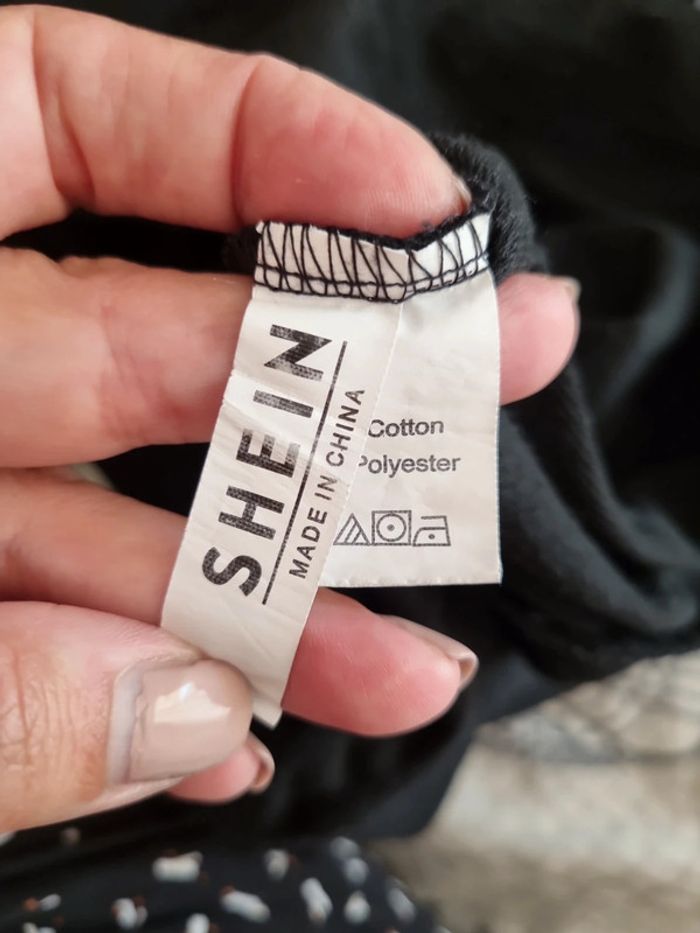 SHEIN
MADE IN CHINA
Cotton
Polyester